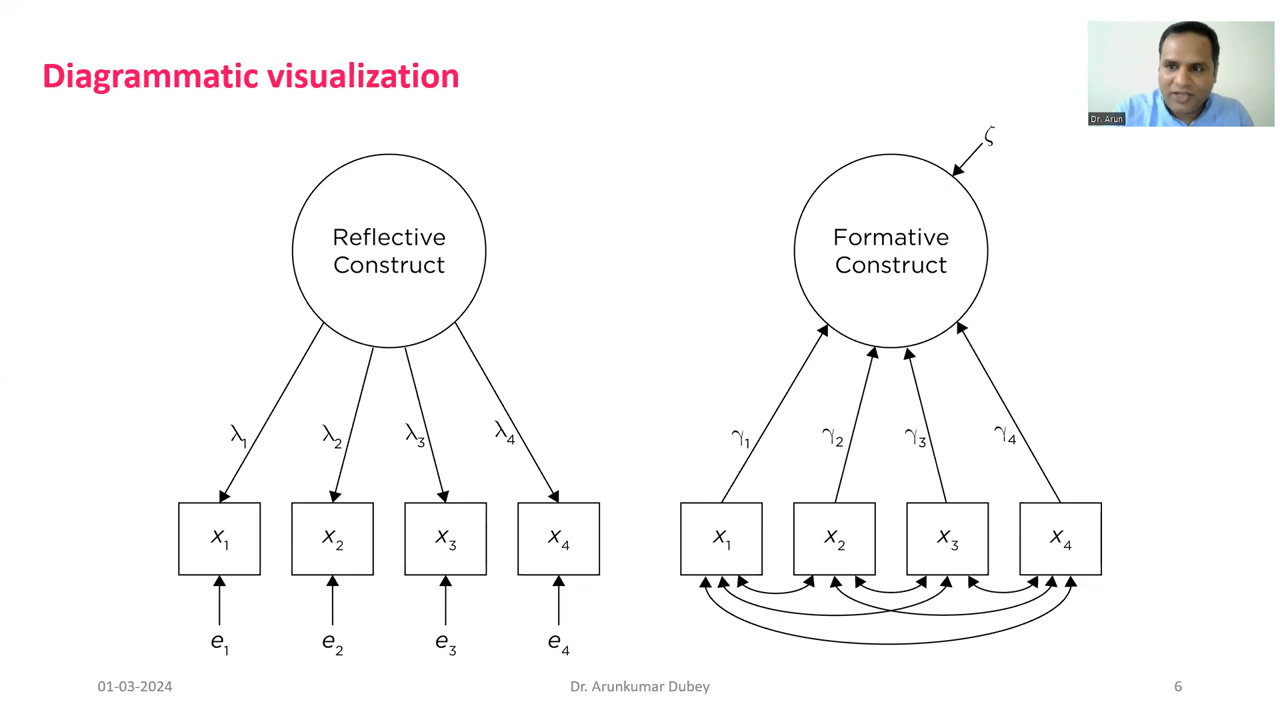 Diagrammatic visualization
Dr. Arun
ζ
Reflective
Construct
Formative
Construct
λ1 λ2 λ3 λ4
γ1 γ2 γ3 γ4
x1 x2 x3 x4
x1 x2 x3 x4
e1 e2 e3 e4
01-03-2024
Dr. Arunkumar Dubey
6